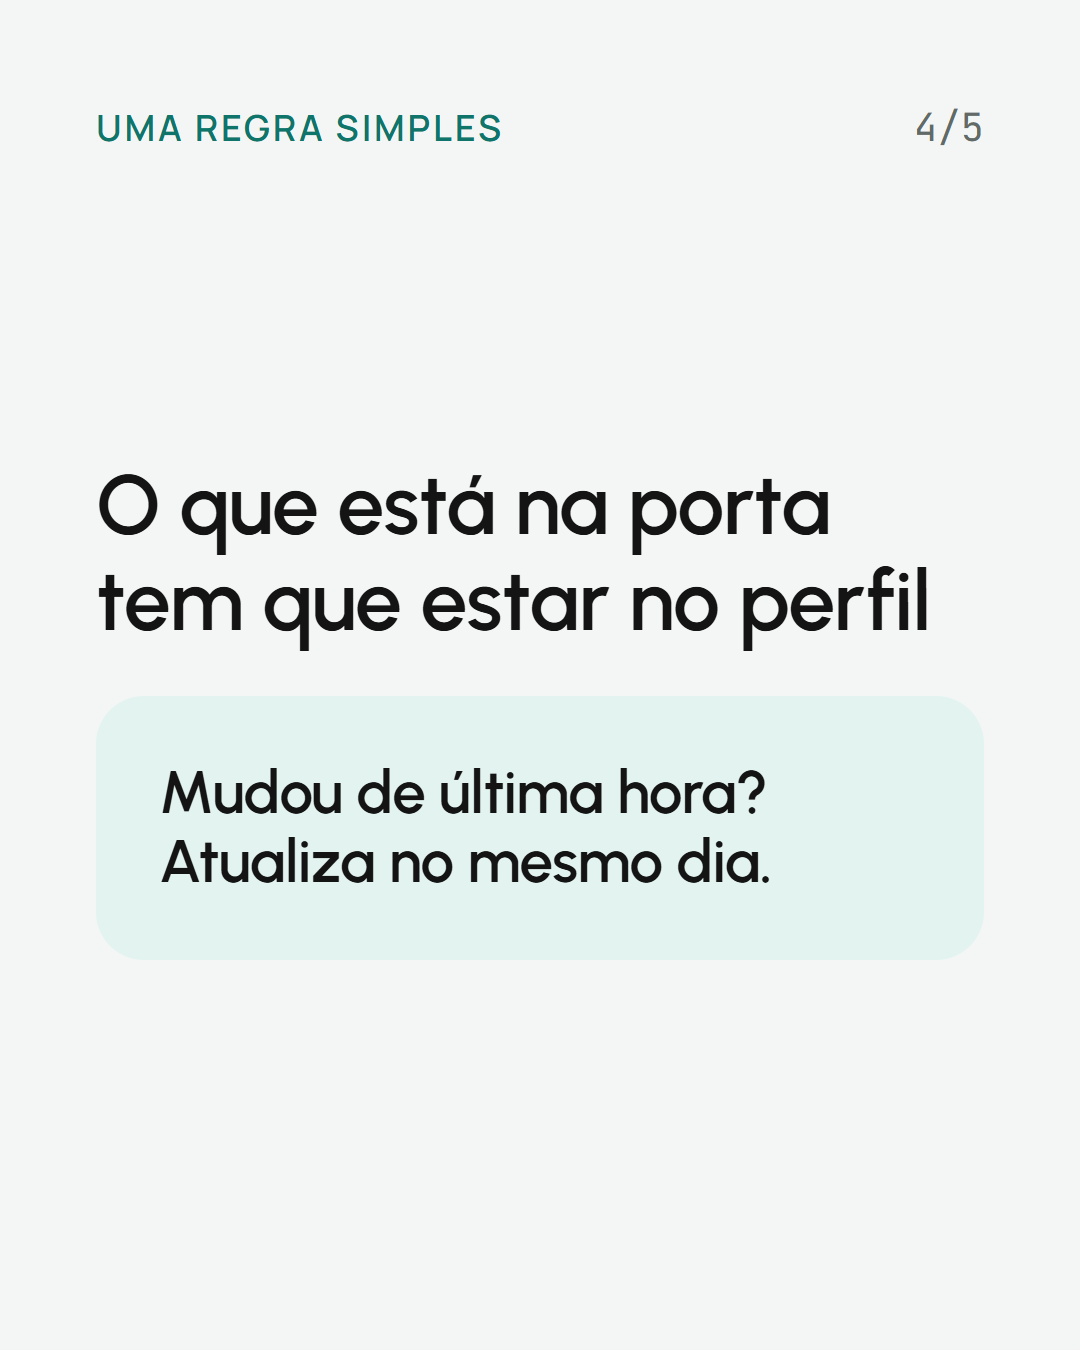 UMA REGRA SIMPLES
4/5
O que está na porta
tem que estar no perfil
Mudou de última hora?
Atualiza no mesmo dia.